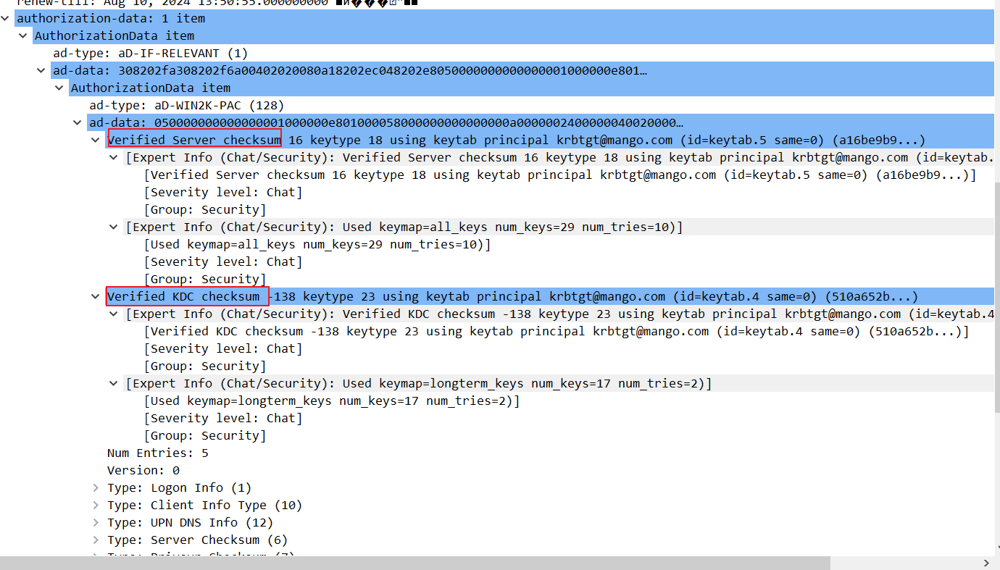 renew-till: Aug 10, 2024 13:50:55.000000000
authorization-data: 1 item
AuthorizationData item
ad-type: aD-IF-RELEVANT (1)
ad-data: 308202fa308202f6a00402020080a18202ec048202e80500000000000000001000000e801…
AuthorizationData item
ad-type: aD-WIN2K-PAC (128)
ad-data: 0500000000000000001000000e80100005800000000000000000a0000002400000040020000…
Verified Server checksum 16 keytype 18 using keytab principal krbtgt@mango.com (id=keytab.5 same=0) (a16be9b9...)
[Expert Info (Chat/Security): Verified Server checksum 16 keytype 18 using keytab principal krbtgt@mango.com (id=keytab.
[Verified Server checksum 16 keytype 18 using keytab principal krbtgt@mango.com (id=keytab.5 same=0) (a16be9b9...)]
[Severity level: Chat]
[Group: Security]
[Expert Info (Chat/Security): Used keymap=all_keys num_keys=29 num_tries=10)]
[Used keymap=all_keys num_keys=29 num_tries=10)]
[Severity level: Chat]
[Group: Security]
Verified KDC checksum -138 keytype 23 using keytab principal krbtgt@mango.com (id=keytab.4 same=0) (510a652b...)
[Expert Info (Chat/Security): Verified KDC checksum -138 keytype 23 using keytab principal krbtgt@mango.com (id=keytab.4
[Verified KDC checksum -138 keytype 23 using keytab principal krbtgt@mango.com (id=keytab.4 same=0) (510a652b...)]
[Severity level: Chat]
[Group: Security]
[Expert Info (Chat/Security): Used keymap=longterm_keys num_keys=17 num_tries=2)]
[Used keymap=longterm_keys num_keys=17 num_tries=2)]
[Severity level: Chat]
[Group: Security]
Num Entries: 5
Version: 0
Type: Logon Info (1)
Type: Client Info Type (10)
Type: UPN DNS Info (12)
Type: Server Checksum (6)
Type: Privsvr Checksum (7)